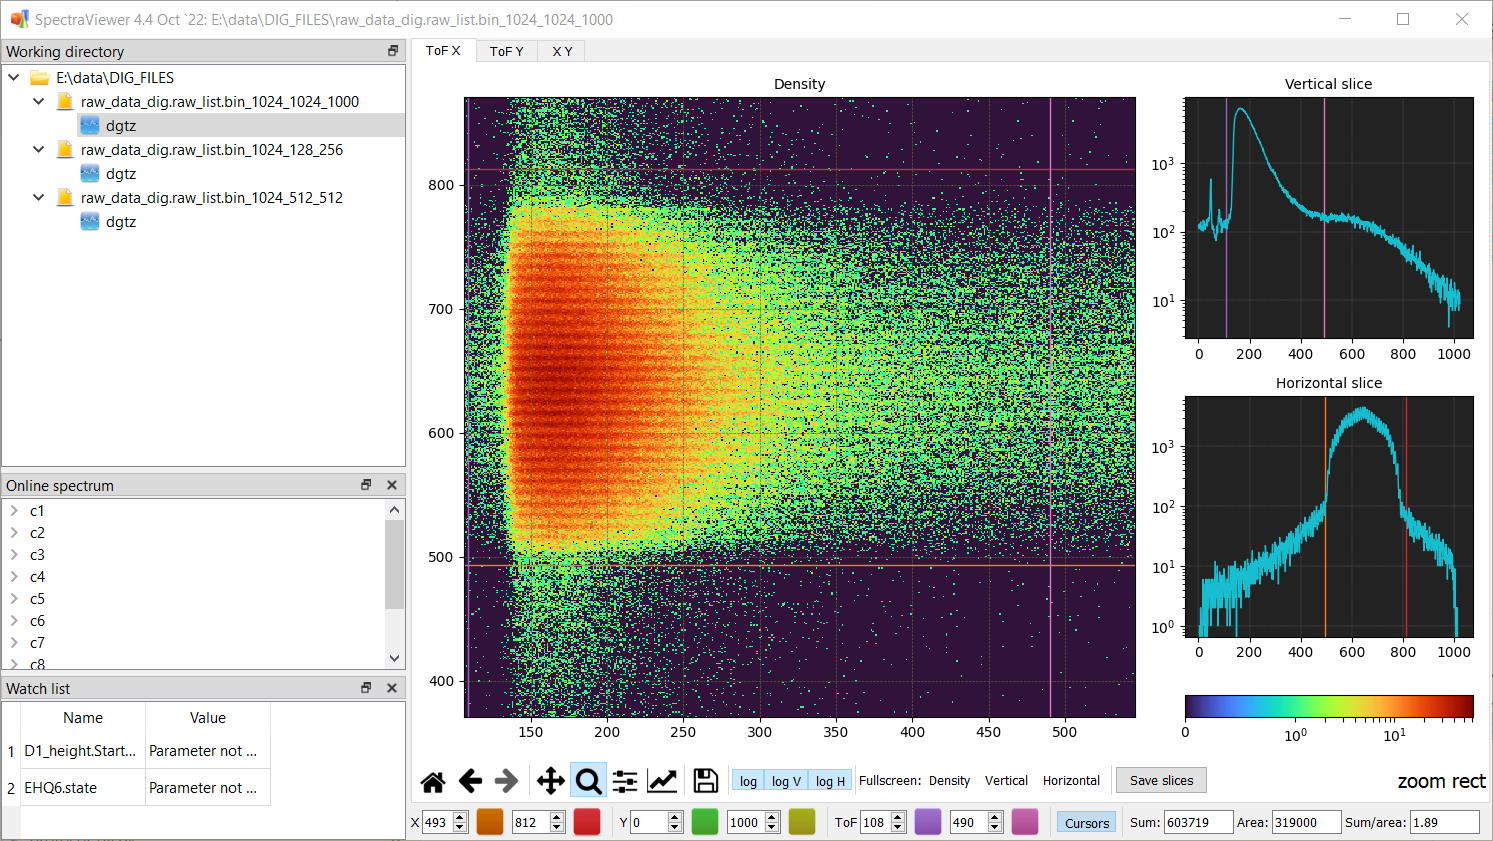 SpectraViewer 4.4 Oct `22: E:\data\DIG_FILES\raw_data_dig.raw_list.bin_1024_1024_1000
Working directory
E:\data\DIG_FILES
raw_data_dig.raw_list.bin_1024_1024_1000
dgtz
raw_data_dig.raw_list.bin_1024_128_256
dgtz
raw_data_dig.raw_list.bin_1024_512_512
dgtz
Online spectrum
c1
c2
c3
c4
c5
c6
c7
c8
Watch list
Name Value
1 D1_height.Start... Parameter not ...
2 EHQ6.state Parameter not ...
ToF X ToF Y X Y
Density
800
700
600
500
400
150 200 250 300 350 400 450 500
Vertical slice
10³
10²
10¹
0 200 400 600 800 1000
Horizontal slice
10³
10²
10¹
10⁰
0 200 400 600 800 1000
0 10⁰ 10¹
log log V log H Fullscreen: Density Vertical Horizontal Save slices zoom rect
X 493 812 Y 0 1000 ToF 108 490 Cursors Sum: 603719 Area: 319000 Sum/area: 1.89